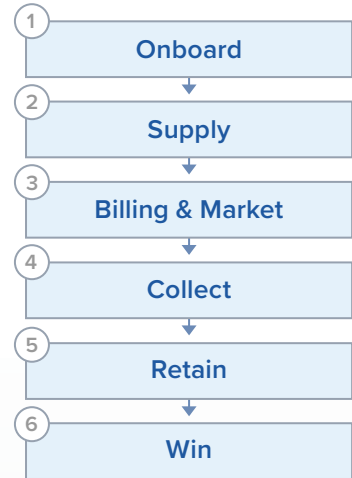 1
Onboard
2
Supply
3
Billing & Market
4
Collect
5
Retain
6
Win